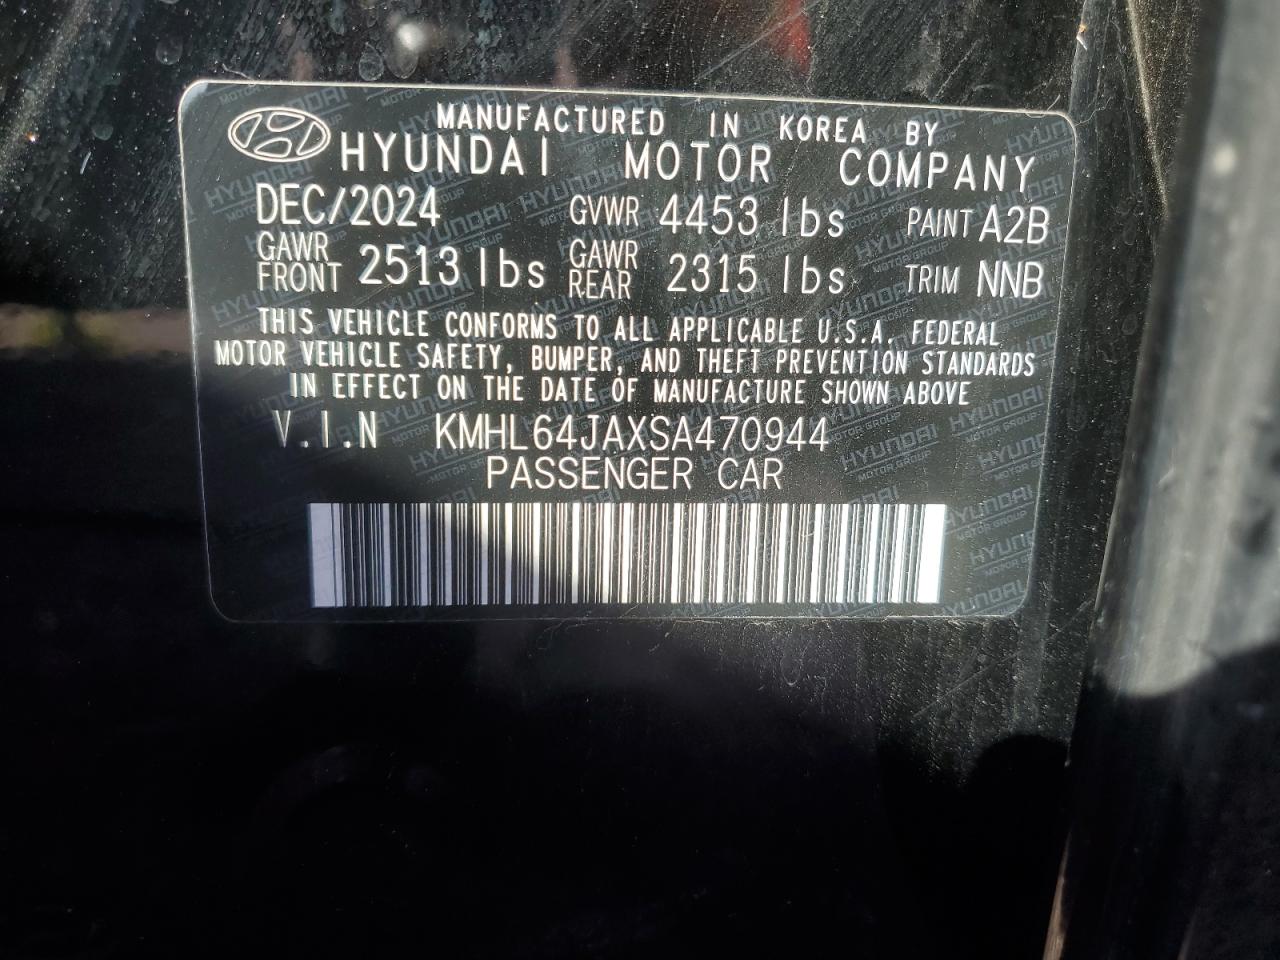 MANUFACTURED IN KOREA BY
HYUNDAI MOTOR COMPANY
DEC/2024 GVWR 4453 lbs PAINT A2B
GAWR FRONT 2513 lbs GAWR REAR 2315 lbs TRIM NNB
THIS VEHICLE CONFORMS TO ALL APPLICABLE U.S.A. FEDERAL
MOTOR VEHICLE SAFETY, BUMPER, AND THEFT PREVENTION STANDARDS
IN EFFECT ON THE DATE OF MANUFACTURE SHOWN ABOVE
V.I.N KMHL64JAXSA470944
PASSENGER CAR